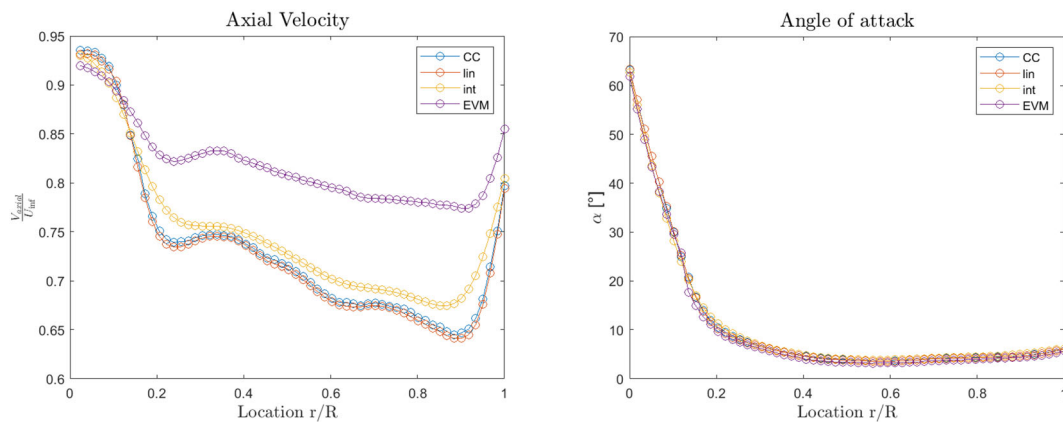 Axial Velocity
0.95
0.9
0.85
0.8
0.75
0.7
0.65
0.6
V_axial
U_inf
0
0.2
0.4
0.6
0.8
1
Location r/R
CC
lin
int
EVM
Angle of attack
70
60
50
40
30
20
10
0
α [°]
0
0.2
0.4
0.6
0.8
1
Location r/R
CC
lin
int
EVM